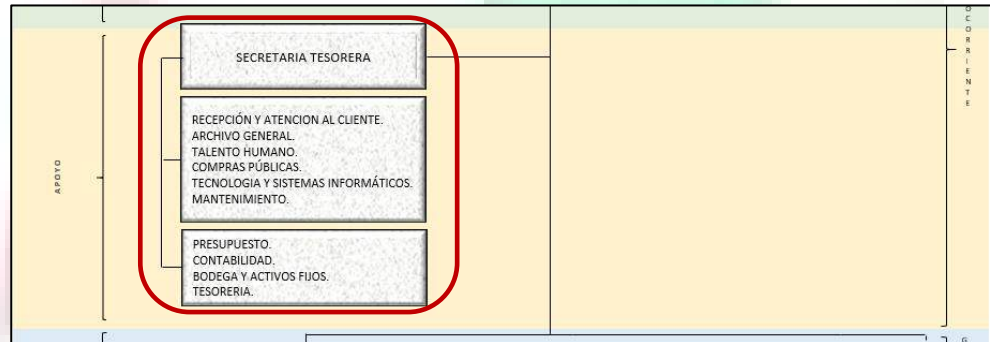 SECRETARIA TESORERA
RECEPCIÓN Y ATENCION AL CLIENTE.
ARCHIVO GENERAL.
TALENTO HUMANO.
COMPRAS PÚBLICAS.
TECNOLOGIA Y SISTEMAS INFORMÁTICOS.
MANTENIMIENTO.
PRESUPUESTO.
CONTABILIDAD.
BODEGA Y ACTIVOS FIJOS.
TESORERIA.
APOYO
O CORRIENTE
G